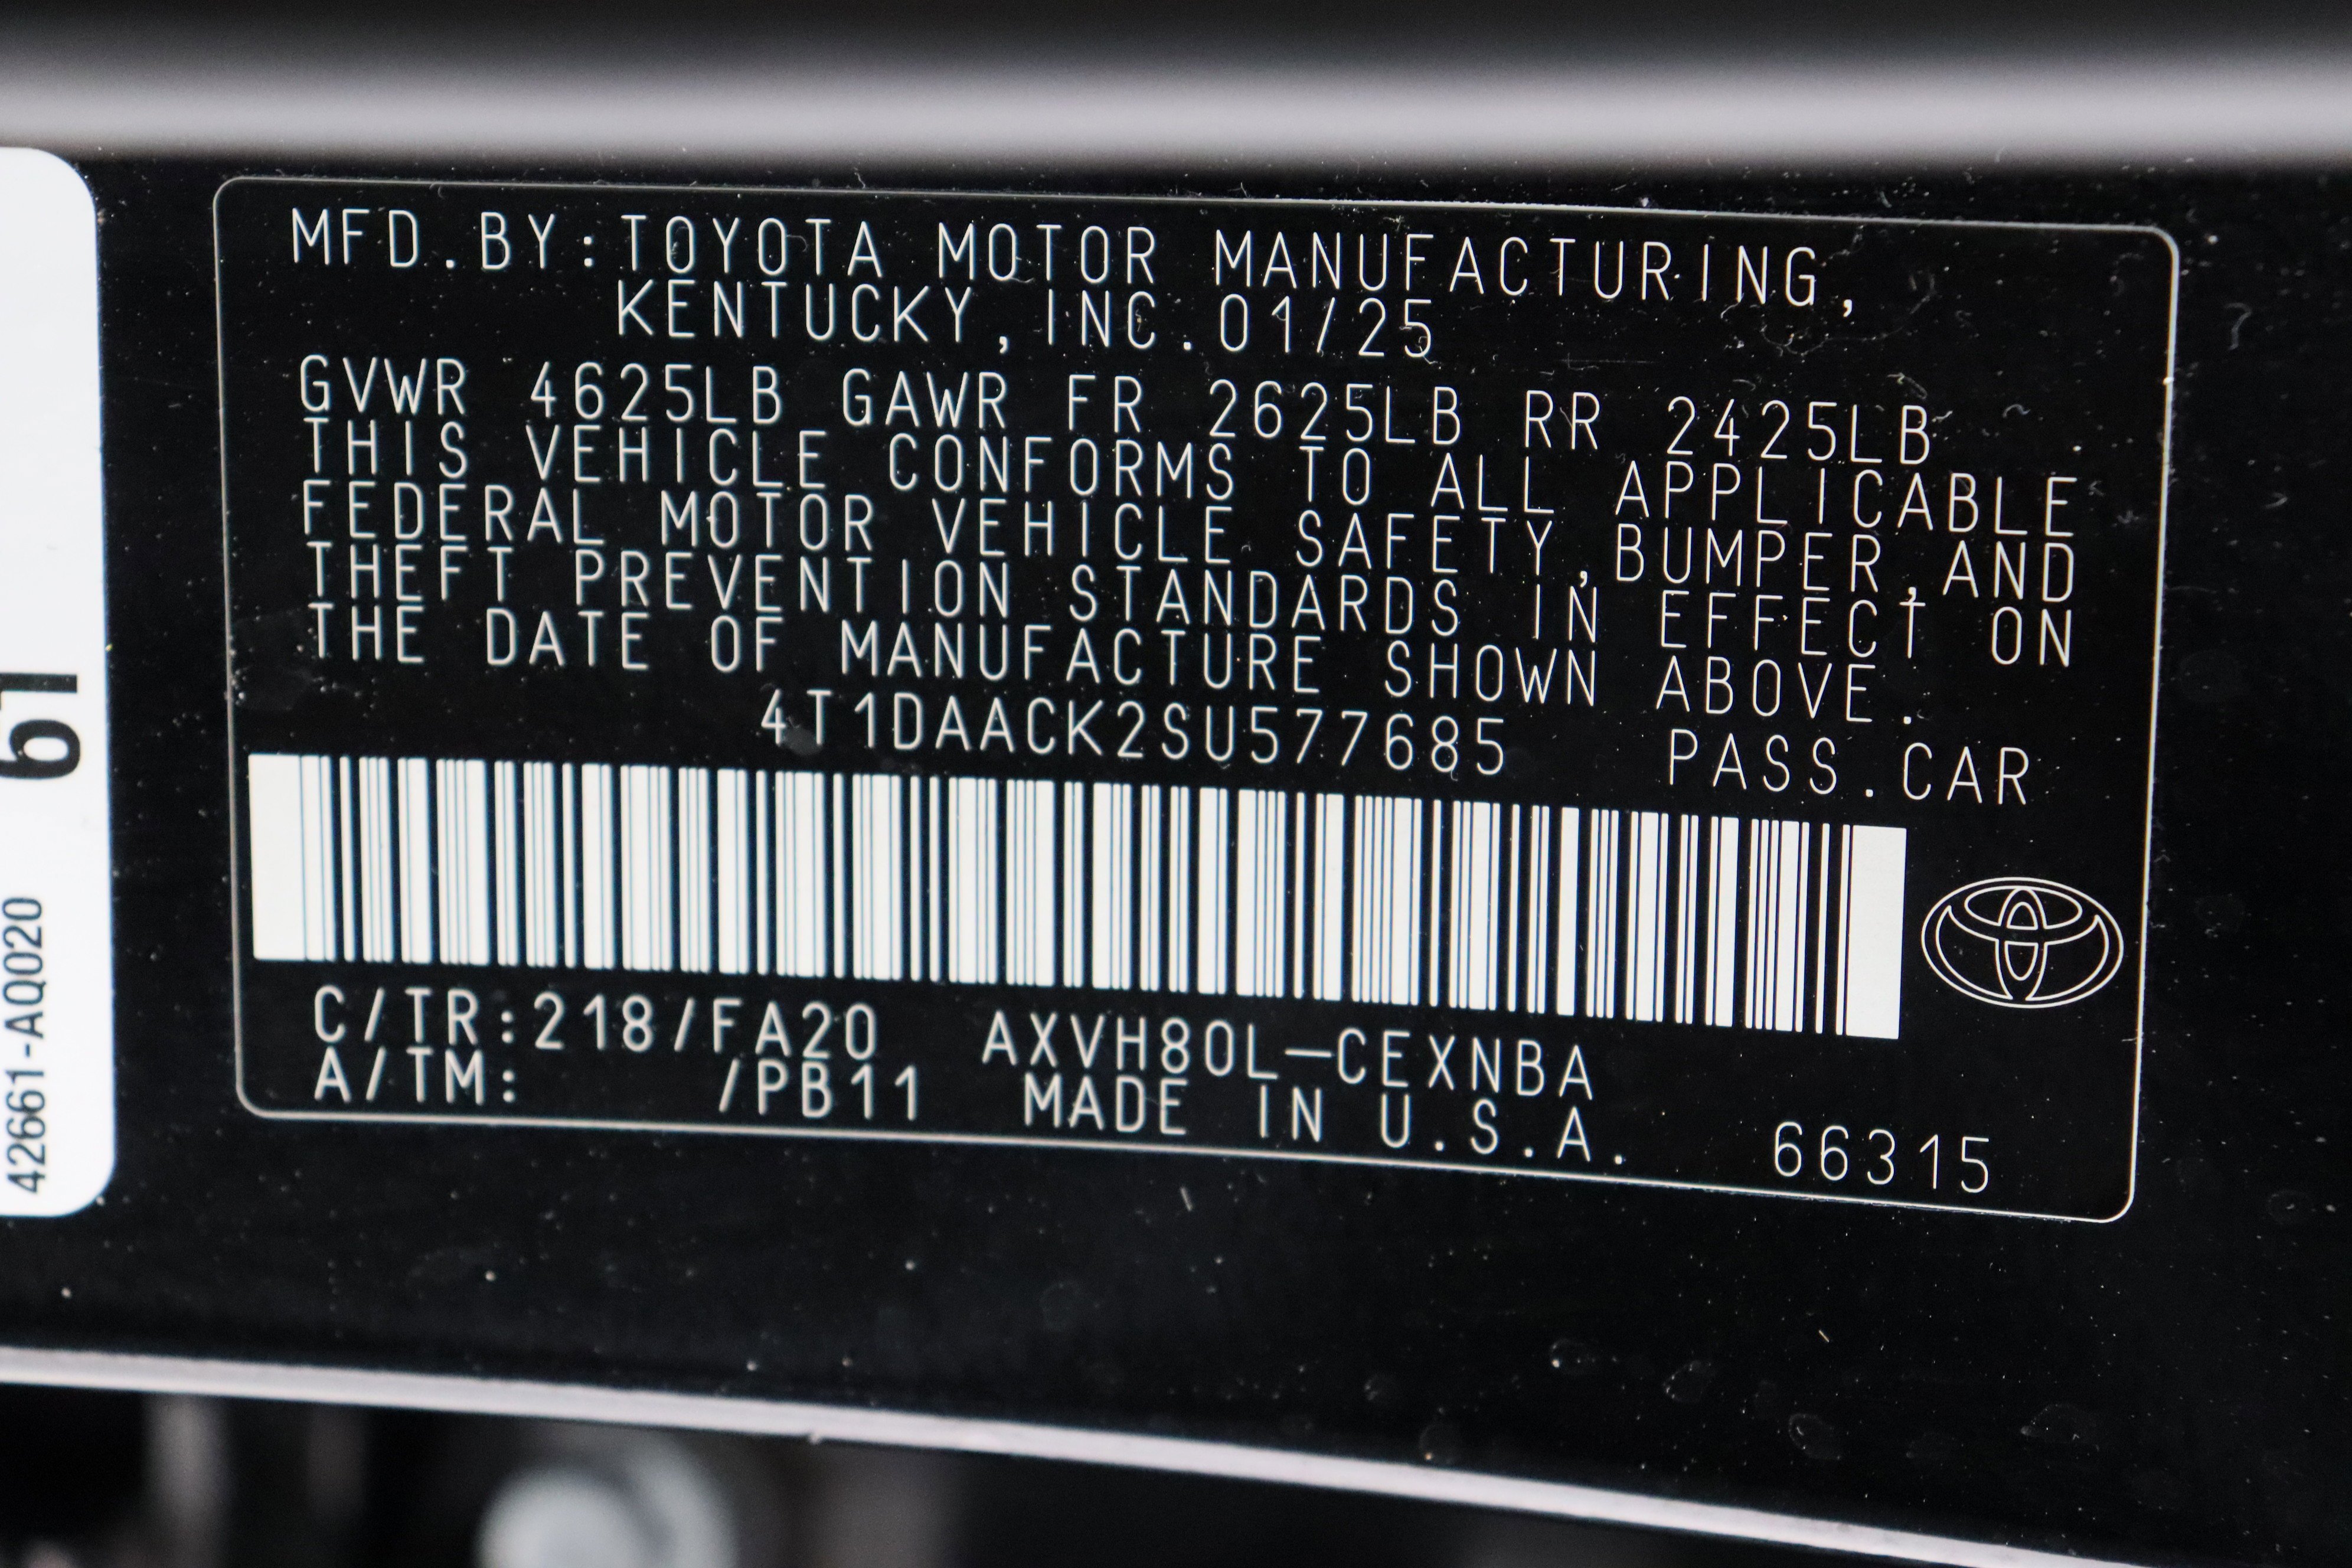 MFD.BY:TOYOTA MOTOR MANUFACTURING,
KENTUCKY,INC.01/25
GVWR 4625LB GAWR FR 2625LB RR 2425LB
THIS VEHICLE CONFORMS TO ALL APPLICABLE
FEDERAL MOTOR VEHICLE SAFETY,BUMPER,AND
THEFT PREVENTION STANDARDS IN EFFECT ON
THE DATE OF MANUFACTURE SHOWN ABOVE.
4T1DAACK2SU577685 PASS.CAR
C/TR:218/FA20 AXVH80L-CEXNBA
A/TM: /PB11 MADE IN U.S.A. 66315
42661-AQ020